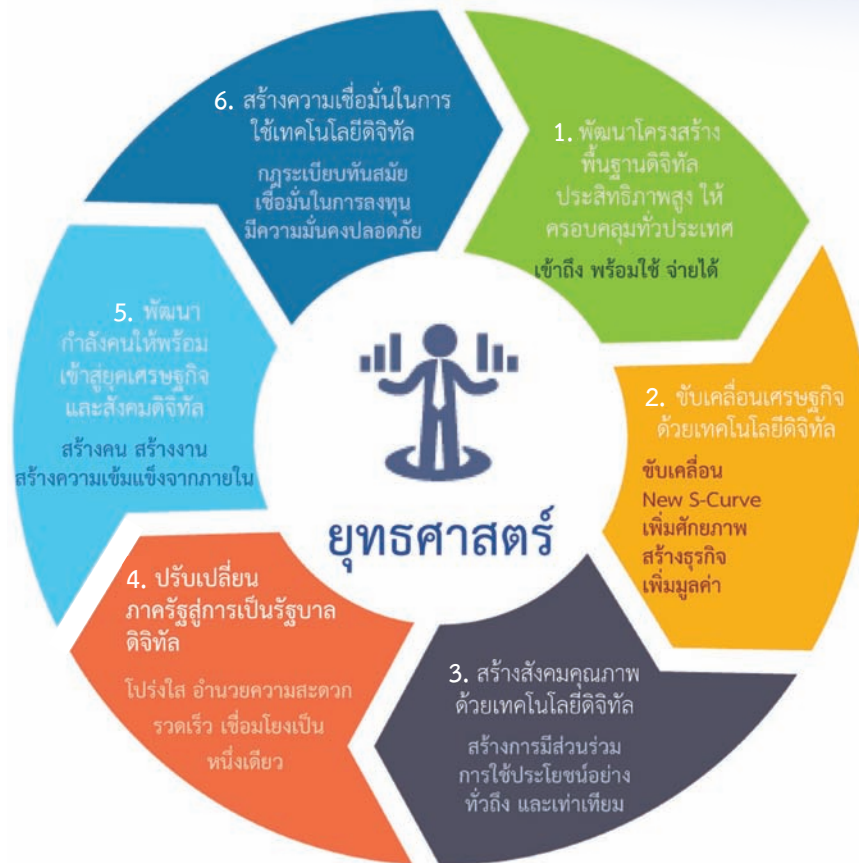 1. พัฒนาโครงสร้าง
พื้นฐานดิจิทัล
ประสิทธิภาพสูง ให้
ครอบคลุมทั่วประเทศ
เข้าถึง พร้อมใช้ จ่ายได้
2. ขับเคลื่อนเศรษฐกิจ
ด้วยเทคโนโลยีดิจิทัล
ขับเคลื่อน
New S-Curve
เพิ่มศักยภาพ
สร้างธุรกิจ
เพิ่มมูลค่า
3. สร้างสังคมคุณภาพ
ด้วยเทคโนโลยีดิจิทัล
สร้างการมีส่วนร่วม
การใช้ประโยชน์อย่าง
ทั่วถึง และเท่าเทียม
4. ปรับเปลี่ยน
ภาครัฐสู่การเป็นรัฐบาล
ดิจิทัล
โปร่งใส อำนวยความสะดวก
รวดเร็ว เชื่อมโยงเป็น
หนึ่งเดียว
5. พัฒนา
กำลังคนให้พร้อม
เข้าสู่ยุคเศรษฐกิจ
และสังคมดิจิทัล
สร้างคน สร้างงาน
สร้างความเข้มแข็งจากภายใน
6. สร้างความเชื่อมั่นในการ
ใช้เทคโนโลยีดิจิทัล
กฎระเบียบทันสมัย
เชื่อมั่นในการลงทุน
มีความมั่นคงปลอดภัย
ยุทธศาสตร์